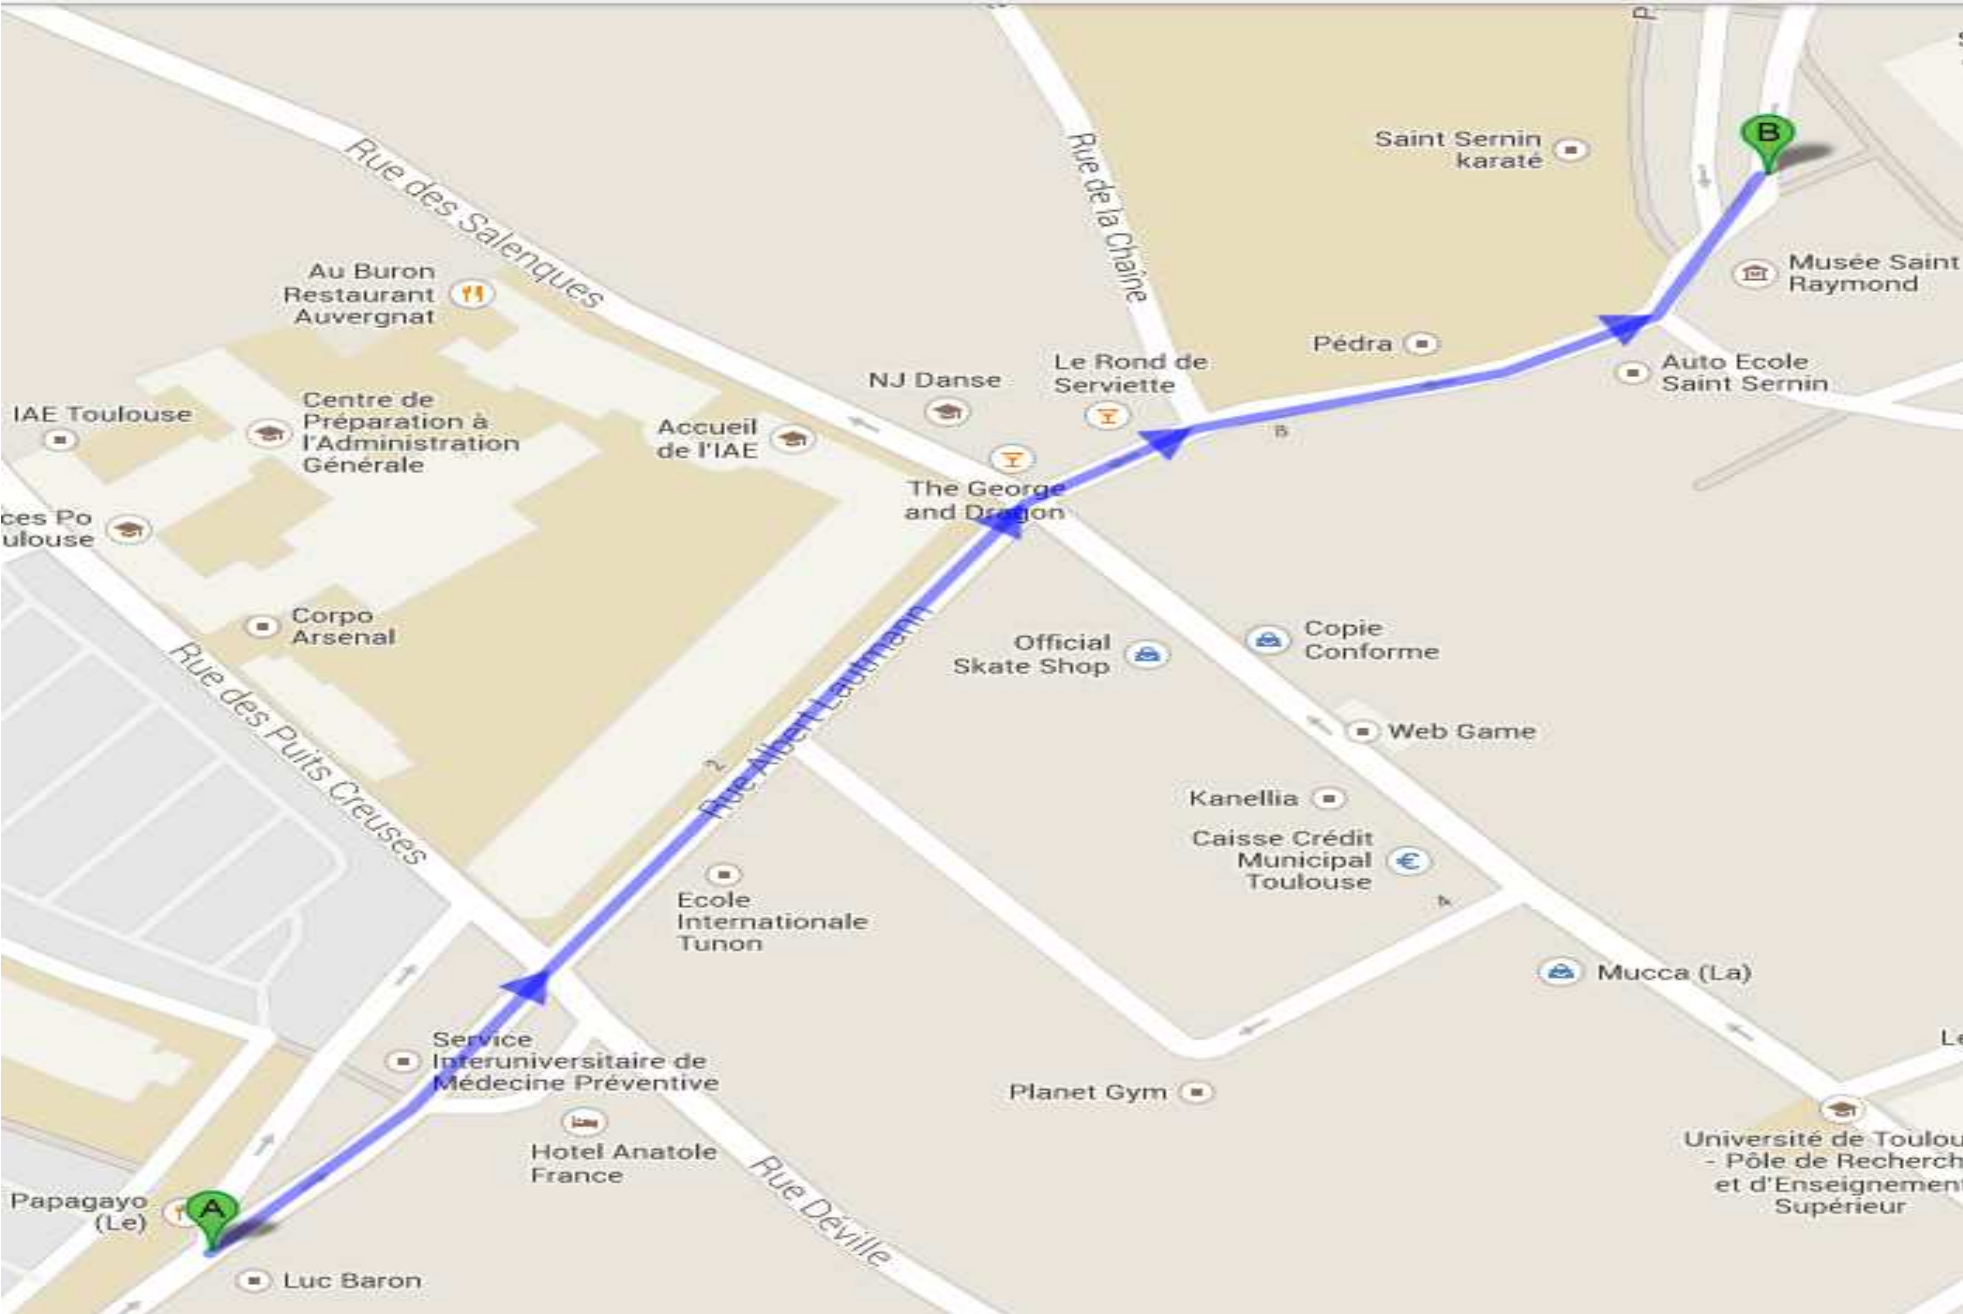 Rue des Salenques
Rue de la Chaîne
Saint Sernin
karaté
B
Musée Saint
Raymond
Au Buron
Restaurant
Auvergnat
Pédra
Le Rond de
Serviette
Auto Ecole
Saint Sernin
NJ Danse
IAE Toulouse
Centre de
Préparation à
l'Administration
Générale
Accueil
de l'IAE
The George
and Dragon
ces Po
ulouse
Corpo
Arsenal
Rue Albert Lautmann
Official
Skate Shop
Copie
Conforme
Rue des Puits Creuses
Web Game
Kanellia
Caisse Crédit
Municipal
Toulouse
Ecole
Internationale
Tunon
Mucca (La)
Service
Interuniversitaire de
Médecine Préventive
Le
Planet Gym
Hotel Anatole
France
Université de Toulou
- Pôle de Recherch
et d'Enseignement
Supérieur
Rue Déville
Papagayo
(Le)
A
Luc Baron